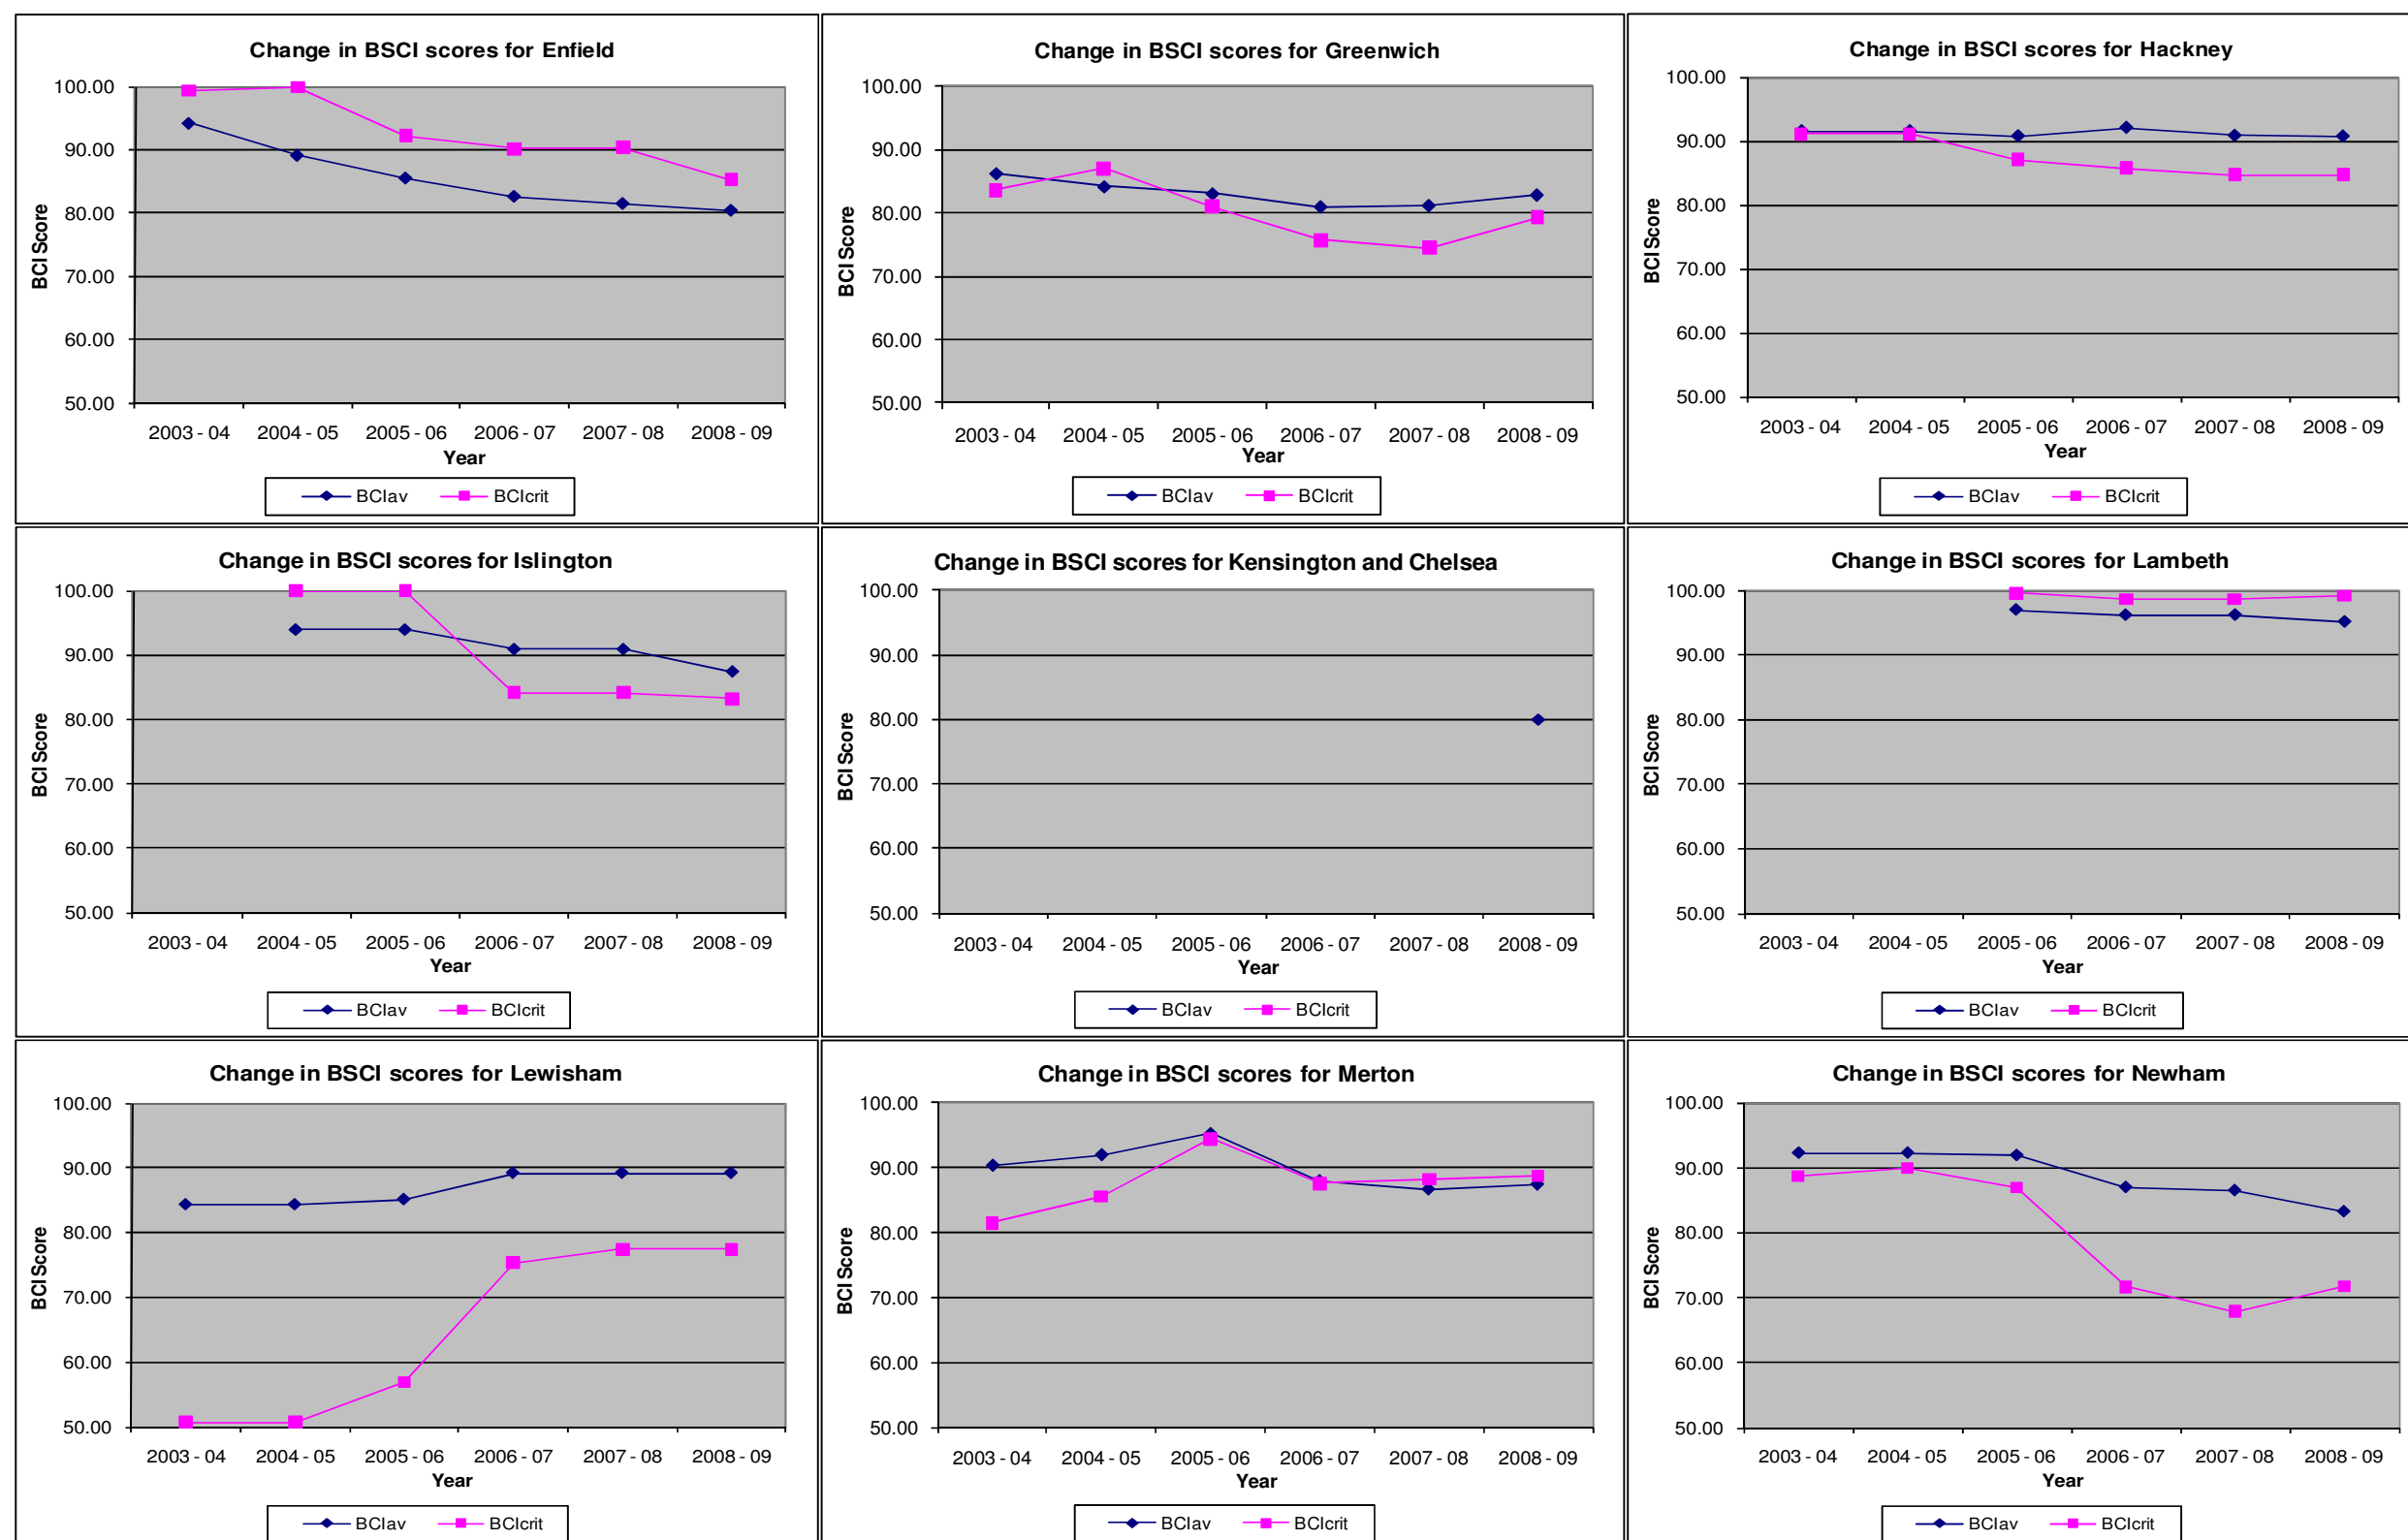 Change in BSCI scores for Enfield
100.00
90.00
80.00
70.00
60.00
50.00
BCI Score
2003 - 04 2004 - 05 2005 - 06 2006 - 07 2007 - 08 2008 - 09
Year
BCIav BCIcrit
Change in BSCI scores for Greenwich
100.00
90.00
80.00
70.00
60.00
50.00
BCI Score
2003 - 04 2004 - 05 2005 - 06 2006 - 07 2007 - 08 2008 - 09
Year
BCIav BCIcrit
Change in BSCI scores for Hackney
100.00
90.00
80.00
70.00
60.00
50.00
BCI Score
2003 - 04 2004 - 05 2005 - 06 2006 - 07 2007 - 08 2008 - 09
Year
BCIav BCIcrit
Change in BSCI scores for Islington
100.00
90.00
80.00
70.00
60.00
50.00
BCI Score
2003 - 04 2004 - 05 2005 - 06 2006 - 07 2007 - 08 2008 - 09
Year
BCIav BCIcrit
Change in BSCI scores for Kensington and Chelsea
100.00
90.00
80.00
70.00
60.00
50.00
BCI Score
2003 - 04 2004 - 05 2005 - 06 2006 - 07 2007 - 08 2008 - 09
Year
BCIav BCIcrit
Change in BSCI scores for Lambeth
100.00
90.00
80.00
70.00
60.00
50.00
BCI Score
2003 - 04 2004 - 05 2005 - 06 2006 - 07 2007 - 08 2008 - 09
Year
BCIav BCIcrit
Change in BSCI scores for Lewisham
100.00
90.00
80.00
70.00
60.00
50.00
BCI Score
2003 - 04 2004 - 05 2005 - 06 2006 - 07 2007 - 08 2008 - 09
Year
BCIav BCIcrit
Change in BSCI scores for Merton
100.00
90.00
80.00
70.00
60.00
50.00
BCI Score
2003 - 04 2004 - 05 2005 - 06 2006 - 07 2007 - 08 2008 - 09
Year
BCIav BCIcrit
Change in BSCI scores for Newham
100.00
90.00
80.00
70.00
60.00
50.00
BCI Score
2003 - 04 2004 - 05 2005 - 06 2006 - 07 2007 - 08 2008 - 09
Year
BCIav BCIcrit